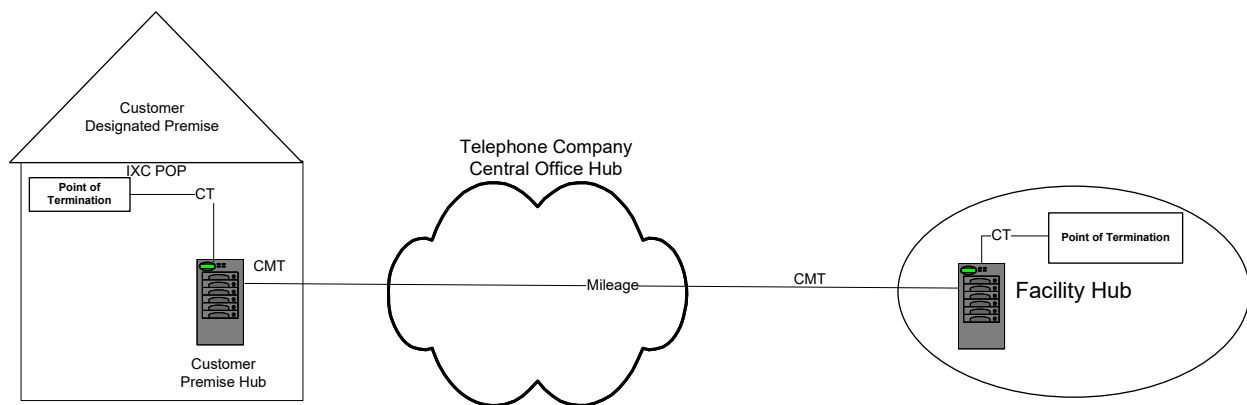 Customer
Designated Premise
IXC POP
Point of
Termination
CT
CMT
Customer
Premise Hub
Telephone Company
Central Office Hub
Mileage
CMT
CT
Point of Termination
Facility Hub